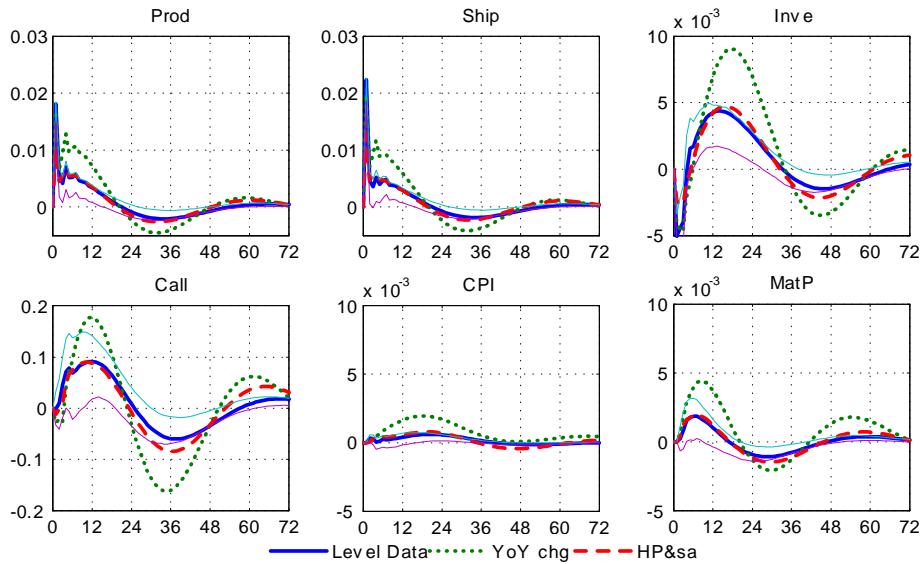 Prod Ship Inve
x 10-3
0.03 0.03 10
0.02 0.02 5
0.01 0.01 0
0 0 -5
0 12 24 36 48 60 72 0 12 24 36 48 60 72 0 12 24 36 48 60 72
Call CPI MatP
x 10-3 x 10-3
0.2 10 10
0.1 5 5
0
-0.1 0 0
-0.2 -5 -5
0 12 24 36 48 60 72 0 12 24 36 48 60 72 0 12 24 36 48 60 72
Level Data YoY chg HP&sa